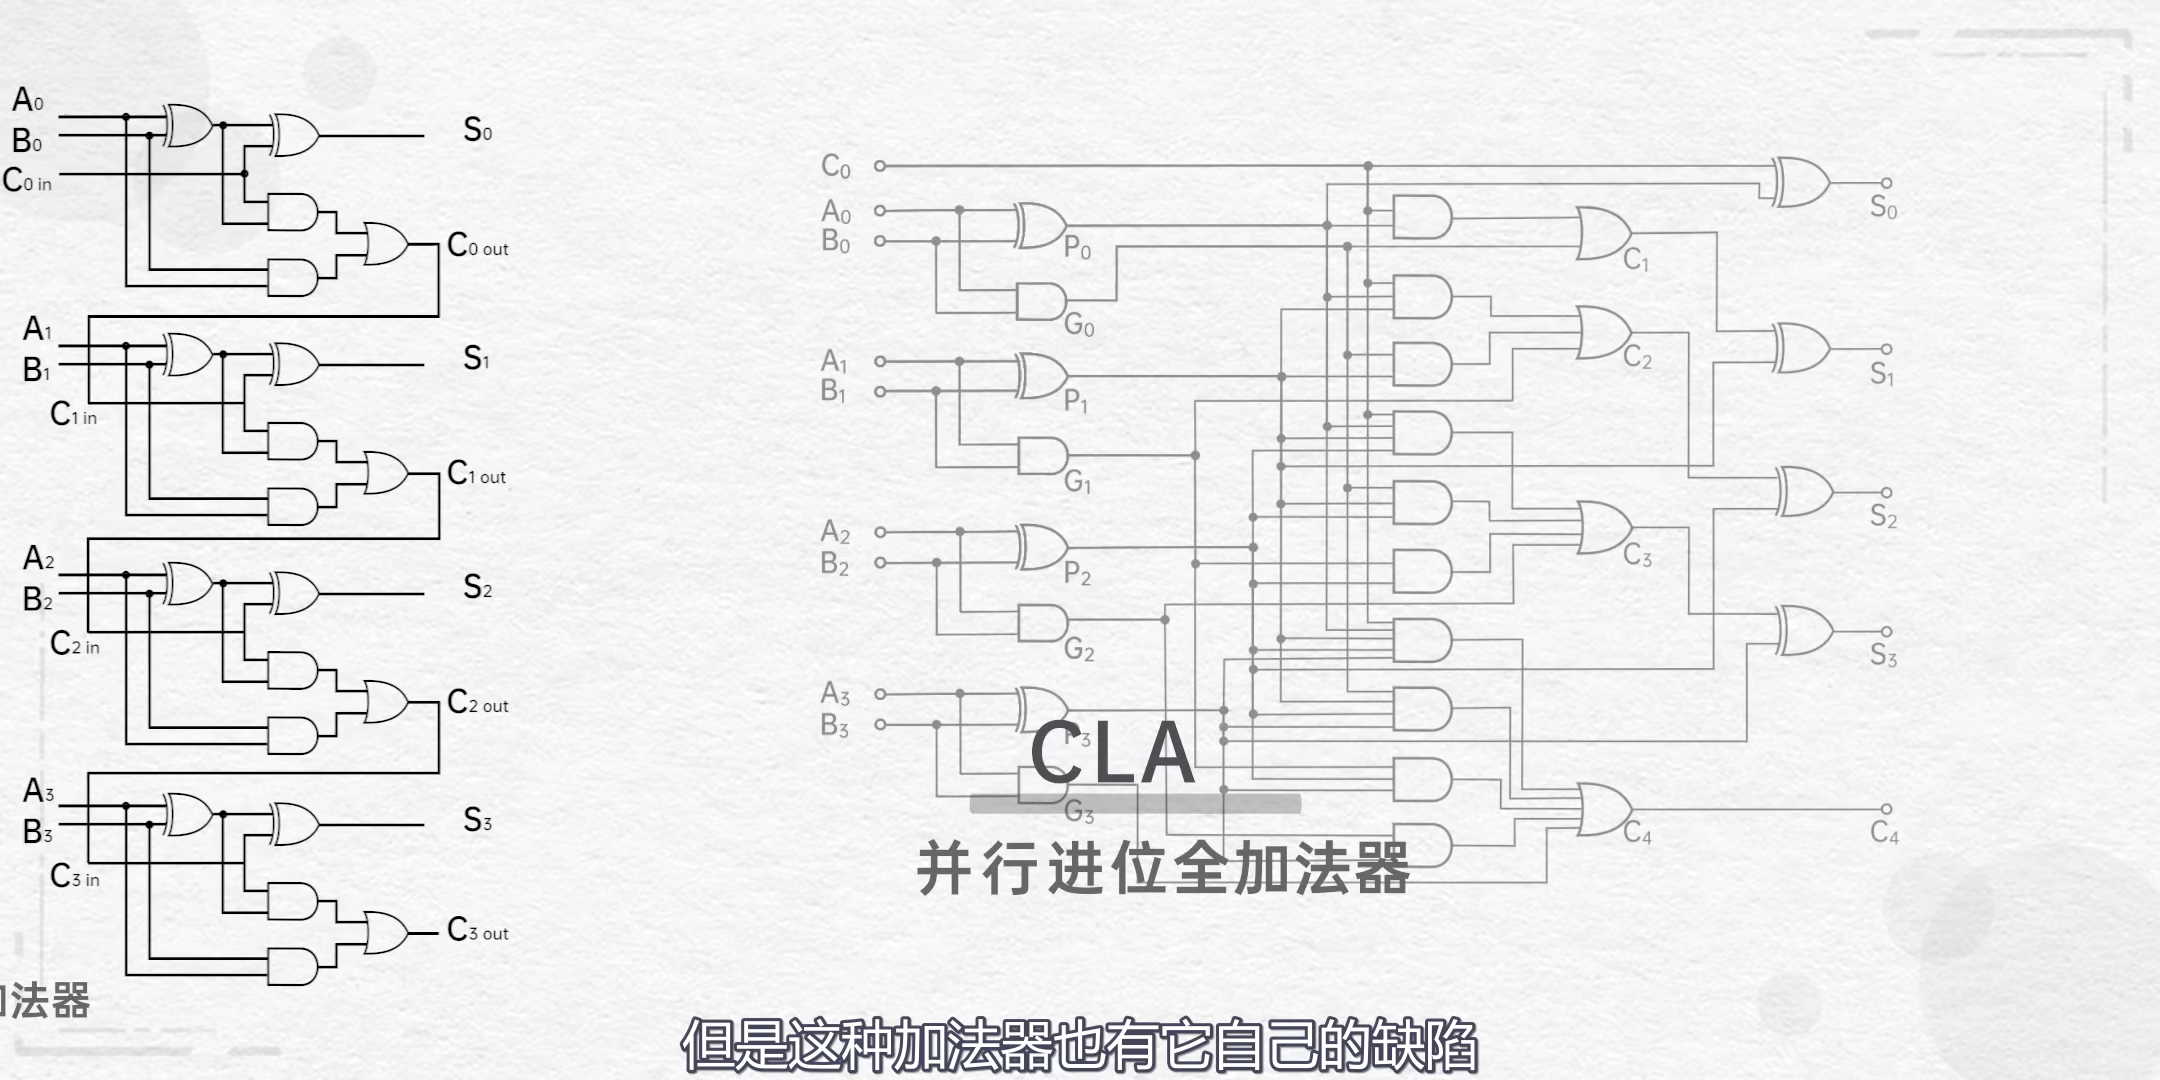 A0
B0
C0 in
S0
C0 out
A1
B1
C1 in
S1
C1 out
A2
B2
C2 in
S2
C2 out
A3
B3
C3 in
S3
C3 out
加法器
C0
A0
B0
P0
G0
A1
B1
P1
G1
A2
B2
P2
G2
A3
B3
P3
G3
C1
C2
C3
C4
S0
S1
S2
S3
C4
CLA
并行进位全加法器
但是这种加法器也有它自己的缺陷